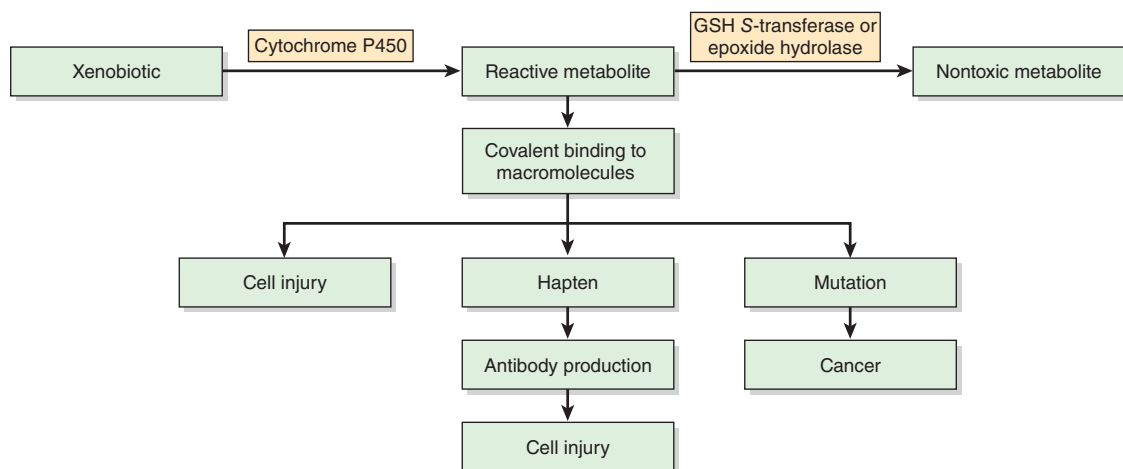 Xenobiotic
Cytochrome P450
Reactive metabolite
GSH S-transferase or
epoxide hydrolase
Nontoxic metabolite
Covalent binding to
macromolecules
Cell injury
Hapten
Mutation
Antibody production
Cancer
Cell injury